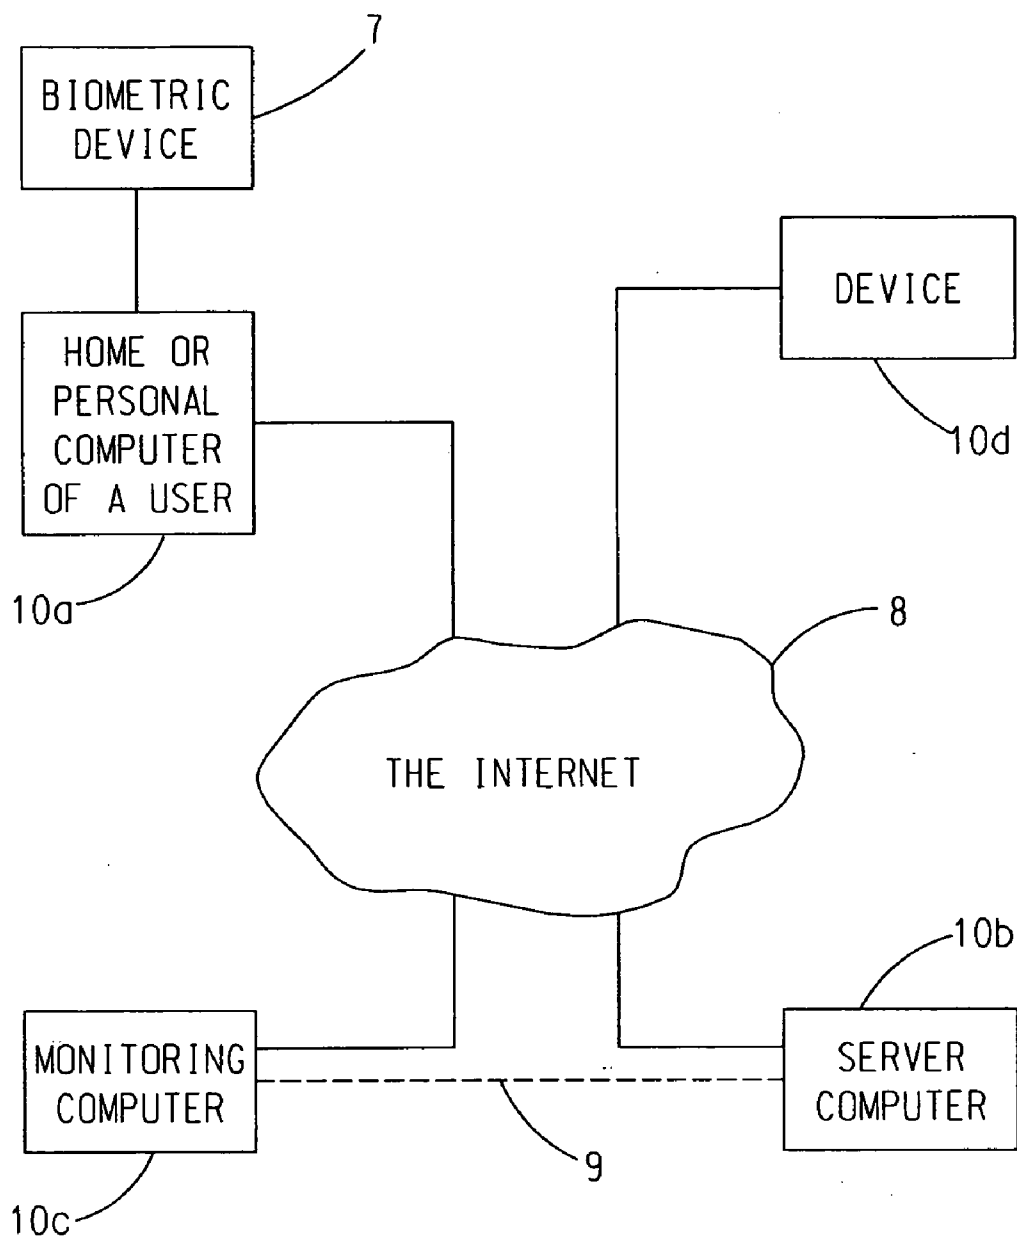 7
BIOMETRIC
DEVICE
DEVICE
HOME OR
PERSONAL
COMPUTER
OF A USER
10d
10a
8
THE INTERNET
10b
MONITORING
COMPUTER
SERVER
COMPUTER
9
10c